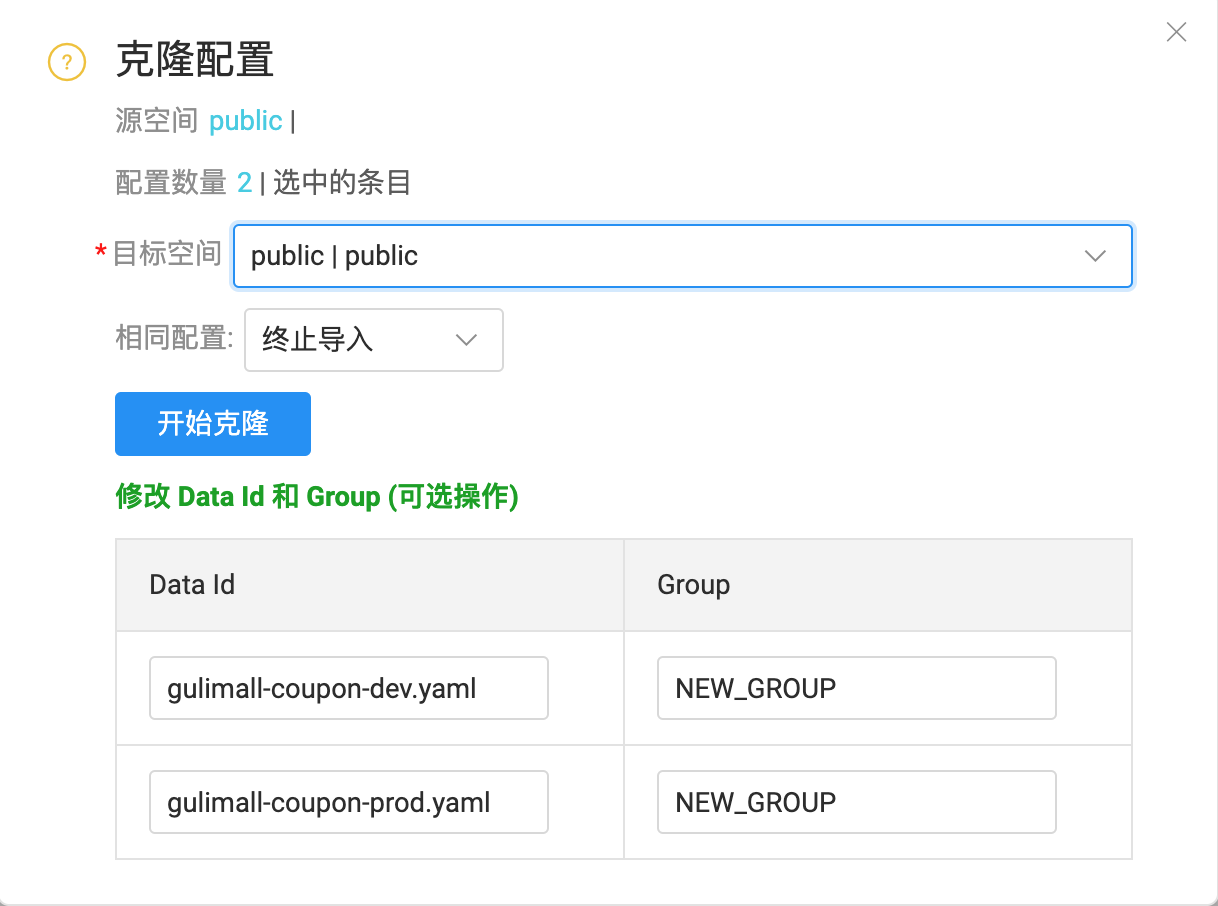 ?
克隆配置
源空间 public |
配置数量 2 | 选中的条目
* 目标空间 public | public
相同配置: 终止导入
开始克隆
修改 Data Id 和 Group (可选操作)
Data Id Group
gulimall-coupon-dev.yaml NEW_GROUP
gulimall-coupon-prod.yaml NEW_GROUP